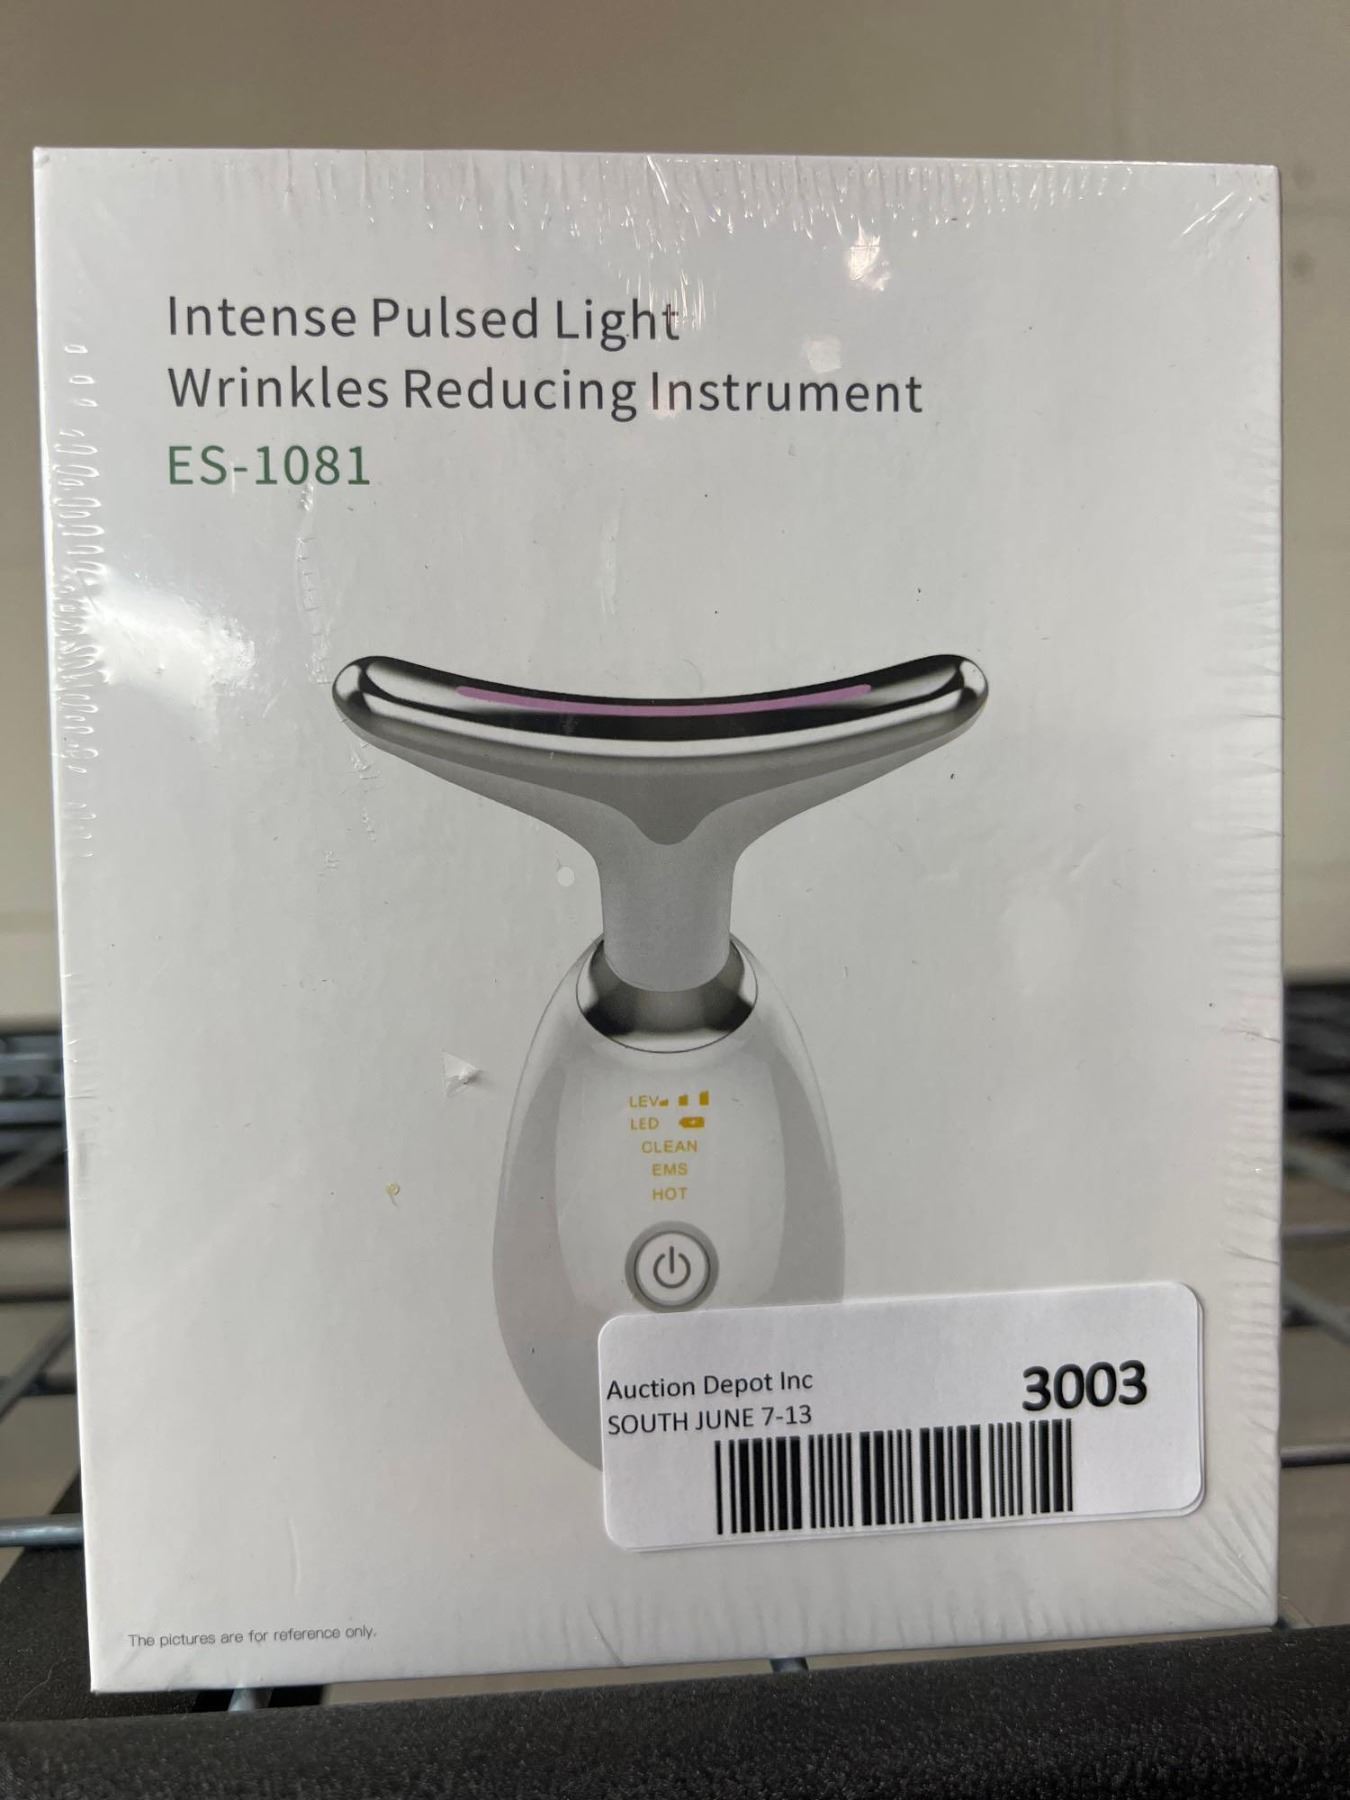 Intense Pulsed Light
Wrinkles Reducing Instrument
ES-1081
LEV
LED
CLEAN
EMS
HOT
Auction Depot Inc
3003
SOUTH JUNE 7-13
The pictures are for reference only.